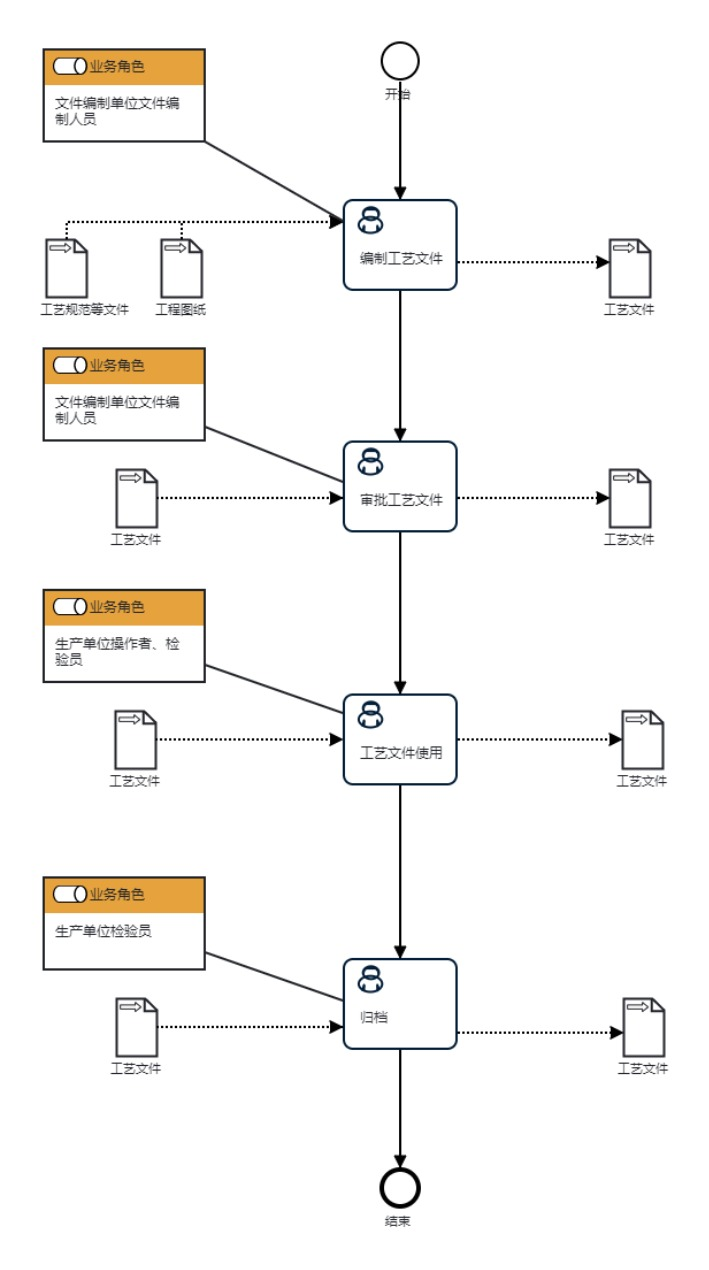 业务角色
文件编制单位文件编
制人员
开始
编制工艺文件
工艺规范等文件
工程图纸
工艺文件
业务角色
文件编制单位文件编
制人员
审批工艺文件
工艺文件
工艺文件
业务角色
生产单位操作者、检
验员
工艺文件使用
工艺文件
工艺文件
业务角色
生产单位检验员
归档
工艺文件
工艺文件
结束